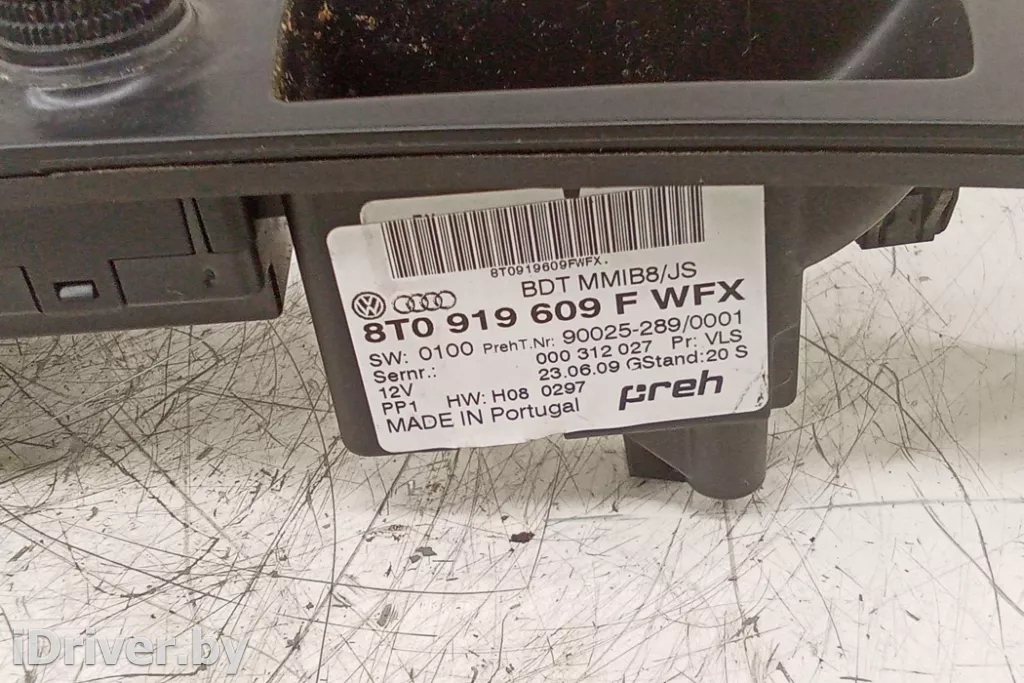 8T0919609FWFX.
BDT MMIB8/JS
8T0 919 609 F WFX
SW: 0100 PrehT.Nr: 90025-289/0001
Sernr.: 000 312 027 Pr: VLS
12V 23.06.09 GStand: 20 S
PP1 HW: H08 0297
preh
MADE IN Portugal
iDriver.by